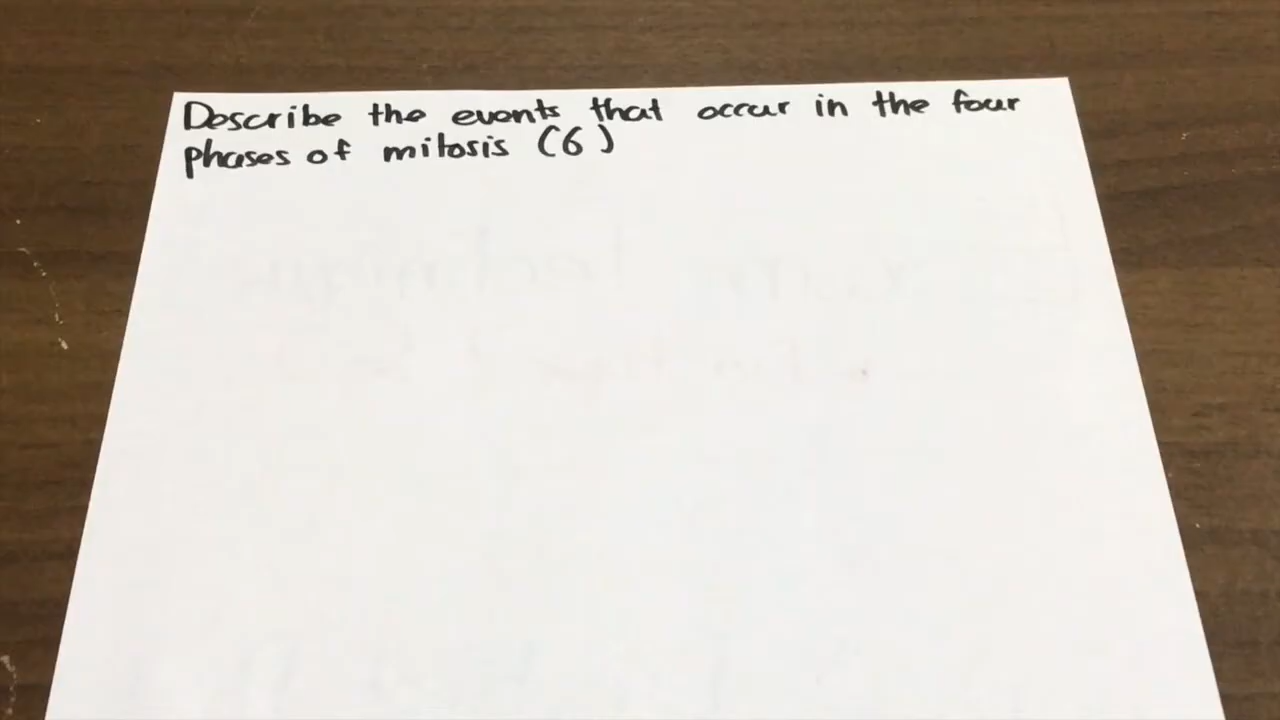 Describe the events that occur in the four
phases of mitosis (6)